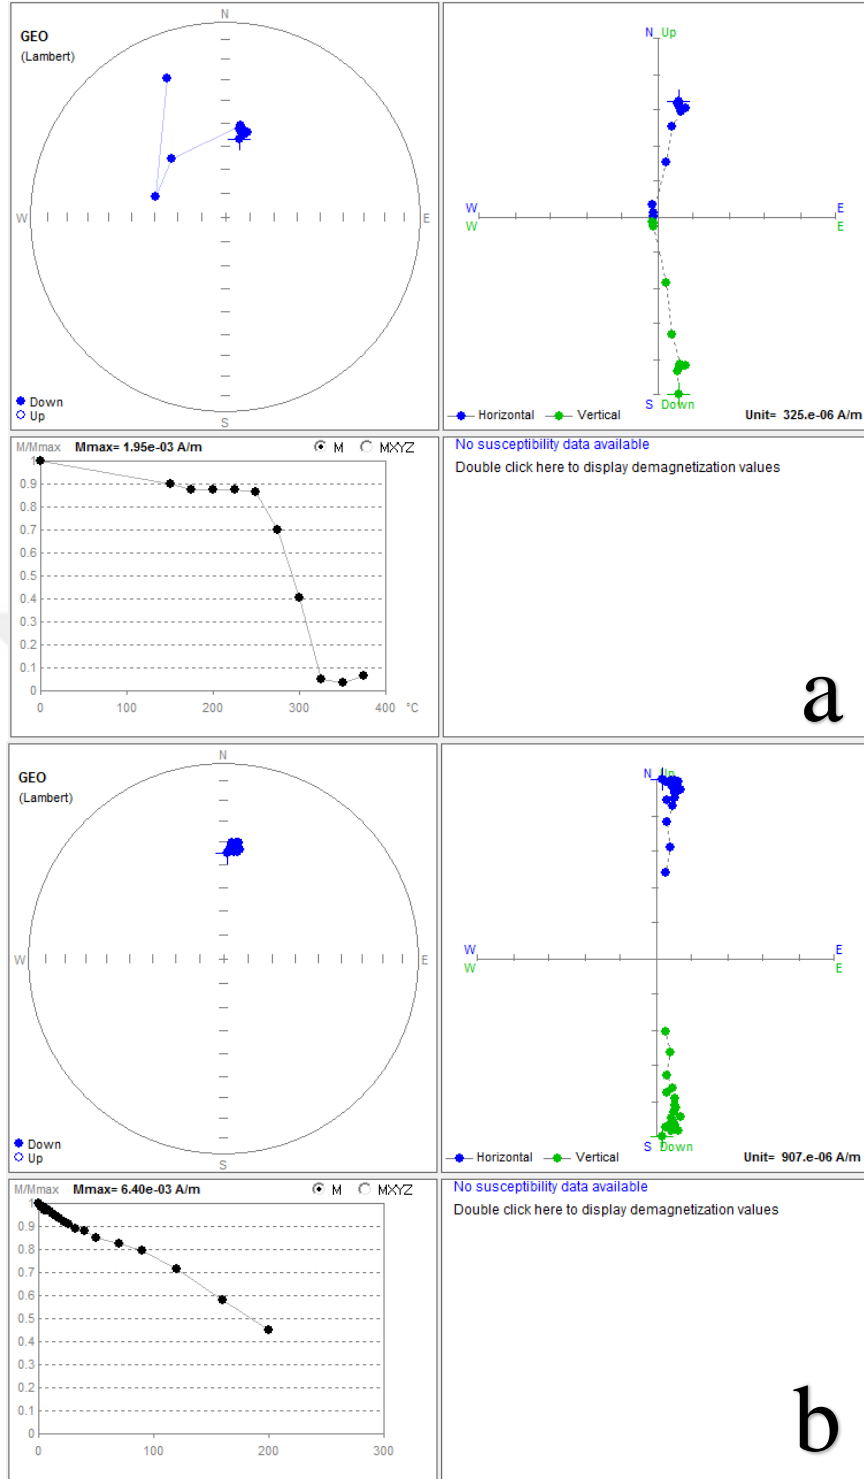 GEO
(Lambert)
N
W
E
S
Down
Up
N Up
W
W
E
E
S Down
Horizontal
Vertical
Unit= 325.e-06 A/m
M/Mmax
Mmax= 1.95e-03 A/m
M
MXYZ
1
0.9
0.8
0.7
0.6
0.5
0.4
0.3
0.2
0.1
0
0 100 200 300 400 °C
No susceptibility data available
Double click here to display demagnetization values
a
GEO
(Lambert)
N
W
E
S
Down
Up
N Up
W
W
E
E
S Down
Horizontal
Vertical
Unit= 907.e-06 A/m
M/Mmax
Mmax= 6.40e-03 A/m
M
MXYZ
1
0.9
0.8
0.7
0.6
0.5
0.4
0.3
0.2
0.1
0
0 100 200 300
No susceptibility data available
Double click here to display demagnetization values
b